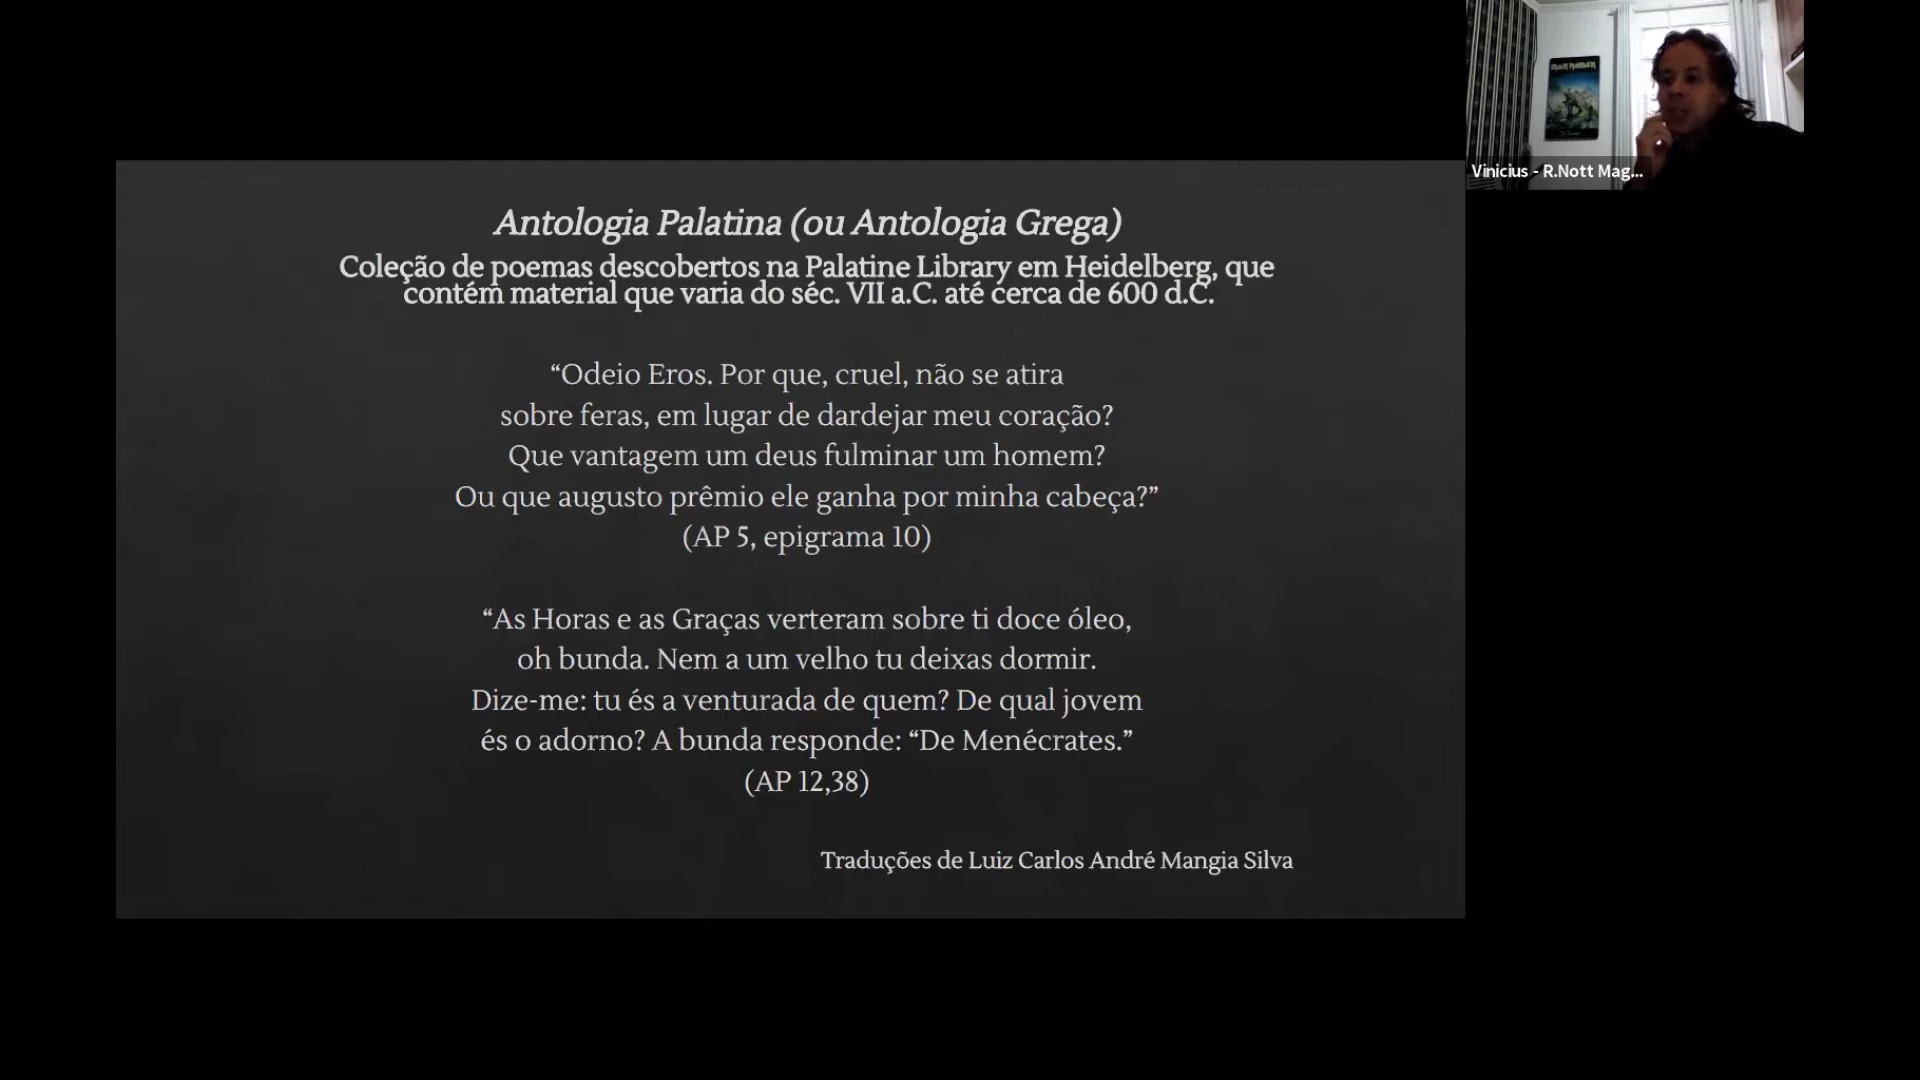 Antologia Palatina (ou Antologia Grega)
Coleção de poemas descobertos na Palatine Library em Heidelberg, que
contém material que varia do séc. VII a.C. até cerca de 600 d.C.
“Odeio Eros. Por que, cruel, não se atira
sobre feras, em lugar de dardejar meu coração?
Que vantagem um deus fulminar um homem?
Ou que augusto prêmio ele ganha por minha cabeça?”
(AP 5, epigrama 10)
“As Horas e as Graças verteram sobre ti doce óleo,
oh bunda. Nem a um velho tu deixas dormir.
Dize-me: tu és a venturada de quem? De qual jovem
és o adorno? A bunda responde: “De Menécrates.”
(AP 12,38)
Traduções de Luiz Carlos André Mangia Silva
IRON MAIDEN
Vinicius - R.Nott Mag...